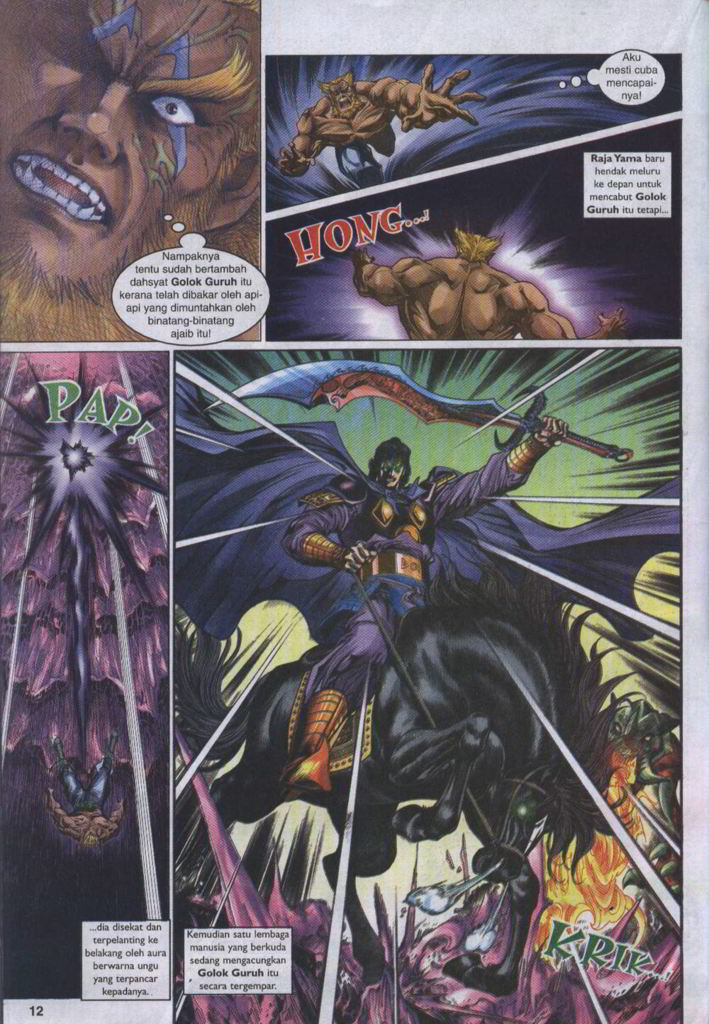 Nampaknya
tentu sudah bertambah
dahsyat Golok Guruh itu
kerana telah dibakar oleh api-
api yang dimuntahkan oleh
binatang-binatang
ajaib itu!
Aku
mesti cuba
mencapai-
nya!
Raja Yama baru
hendak meluru
ke depan untuk
mencabut Golok
Guruh itu tetapi...
HONG...!
PAP!
...dia disekat dan
terpelanting ke
belakang oleh aura
berwarna ungu
yang terpancar
kepadanya.
Kemudian satu lembaga
manusia yang berkuda
sedang mengacungkan
Golok Guruh itu
secara tergempar.
KRIK...!
12